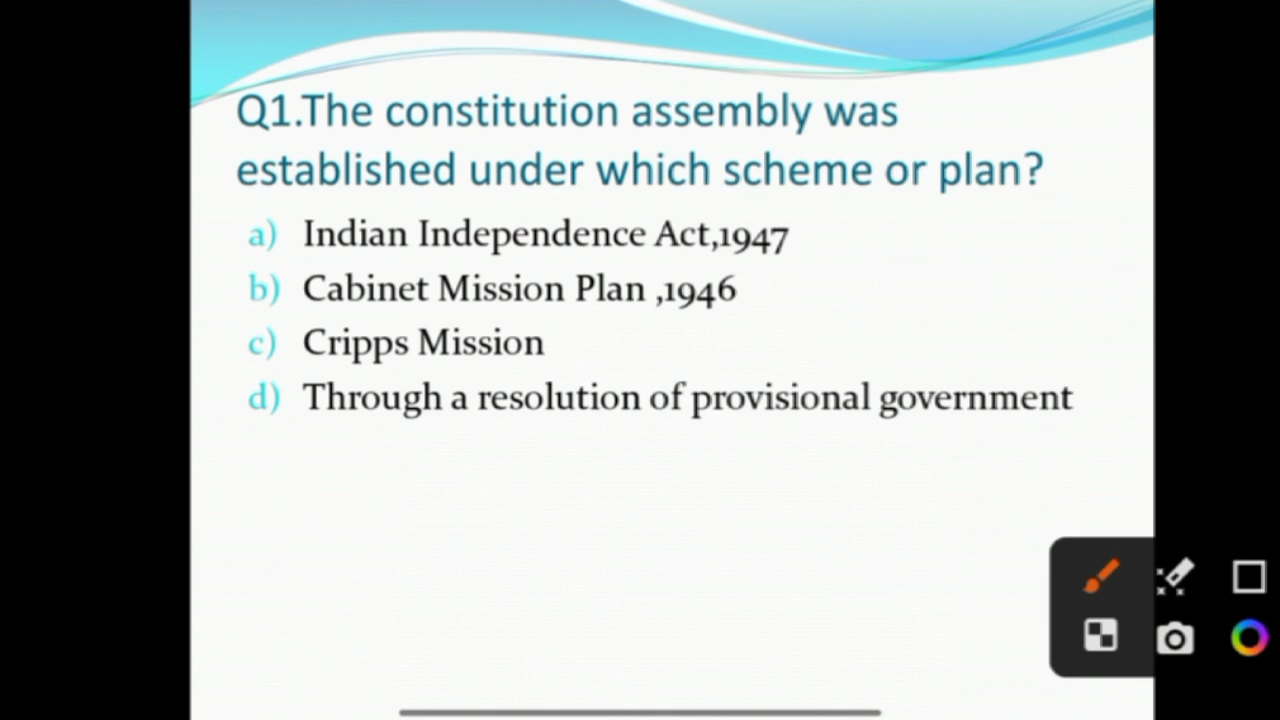 Q1.The constitution assembly was
established under which scheme or plan?
a) Indian Independence Act,1947
b) Cabinet Mission Plan ,1946
c) Cripps Mission
d) Through a resolution of provisional government